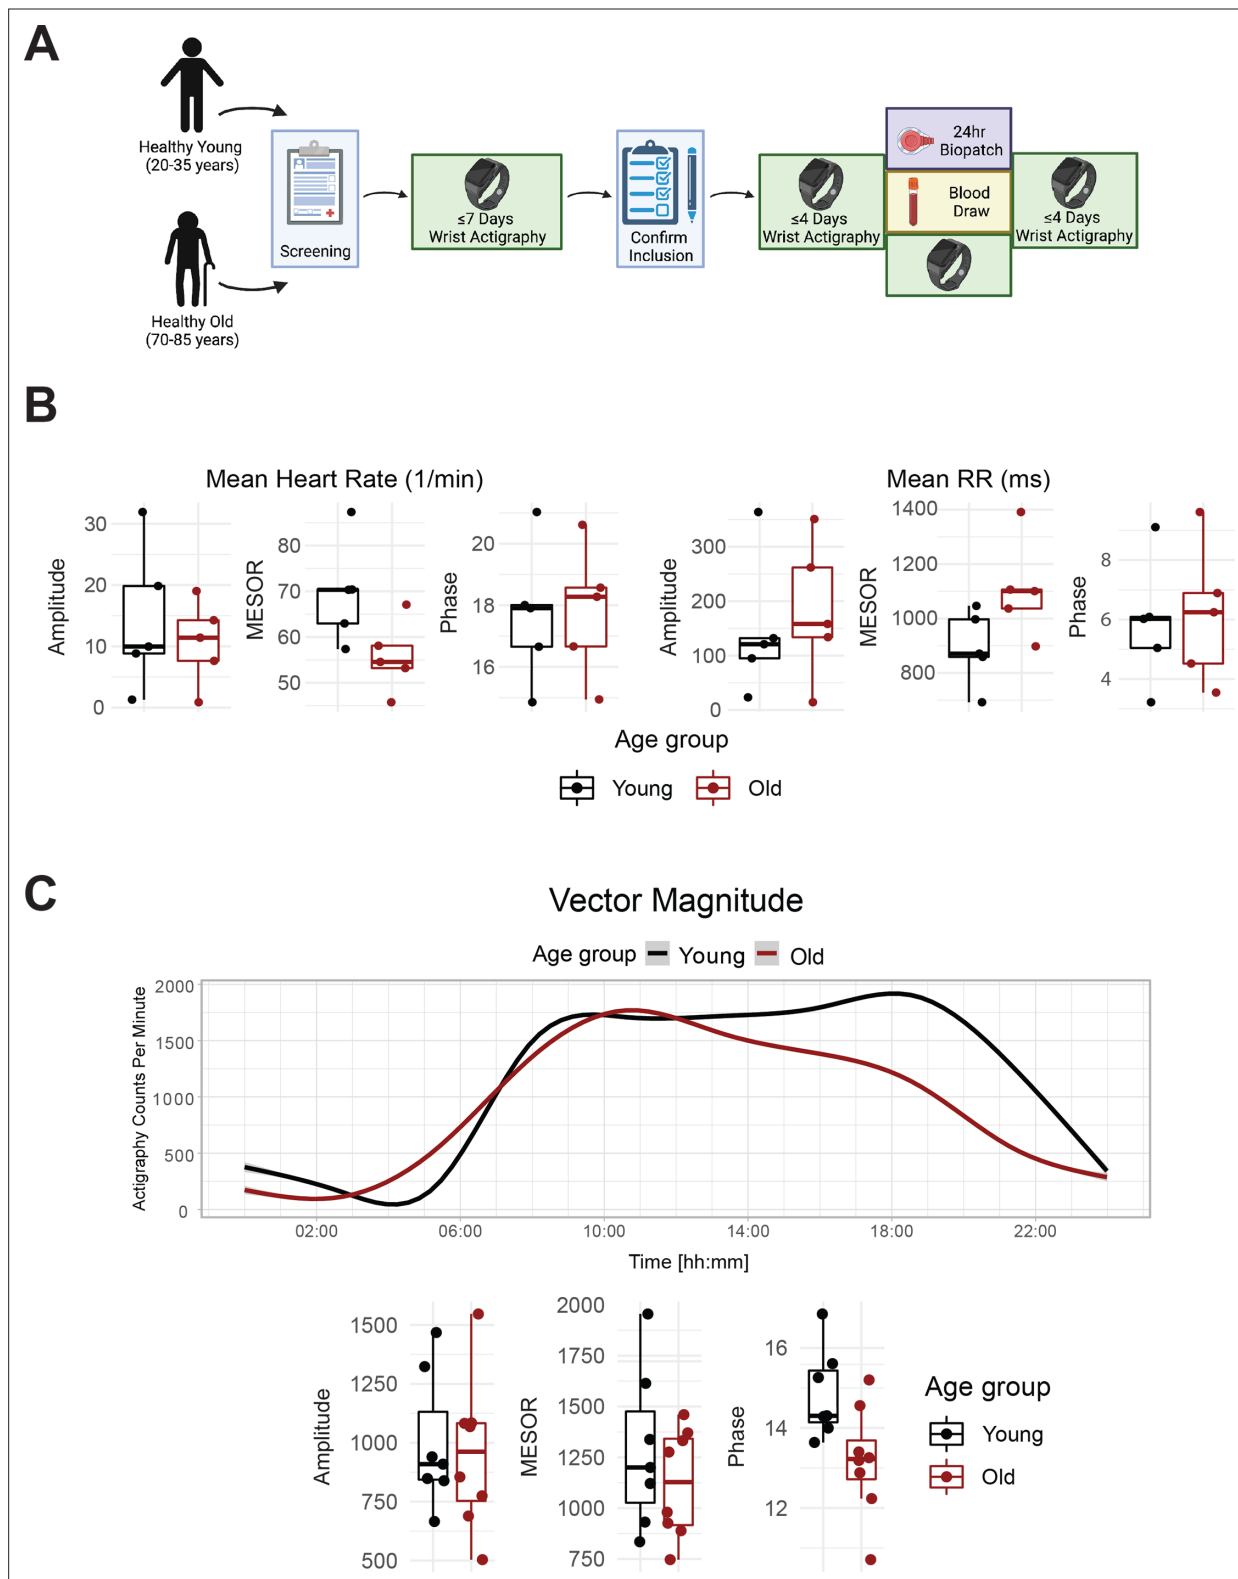 A
Healthy Young
(20-35 years)
Healthy Old
(70-85 years)
Screening
≤7 Days
Wrist Actigraphy
Confirm
Inclusion
≤4 Days
Wrist Actigraphy
24hr
Biopatch
Blood
Draw
≤4 Days
Wrist Actigraphy
B
Mean Heart Rate (1/min)
Amplitude
30
20
10
0
MESOR
80
70
60
50
Phase
20
18
16
Mean RR (ms)
Amplitude
300
200
100
0
MESOR
1400
1200
1000
800
Phase
8
6
4
Age group
Young
Old
C
Vector Magnitude
Age group
Young
Old
Actigraphy Counts Per Minute
2000
1500
1000
500
0
02:00
06:00
10:00
14:00
18:00
22:00
Time [hh:mm]
Amplitude
1500
1250
1000
750
500
MESOR
2000
1750
1500
1250
1000
750
Phase
16
14
12
Age group
Young
Old